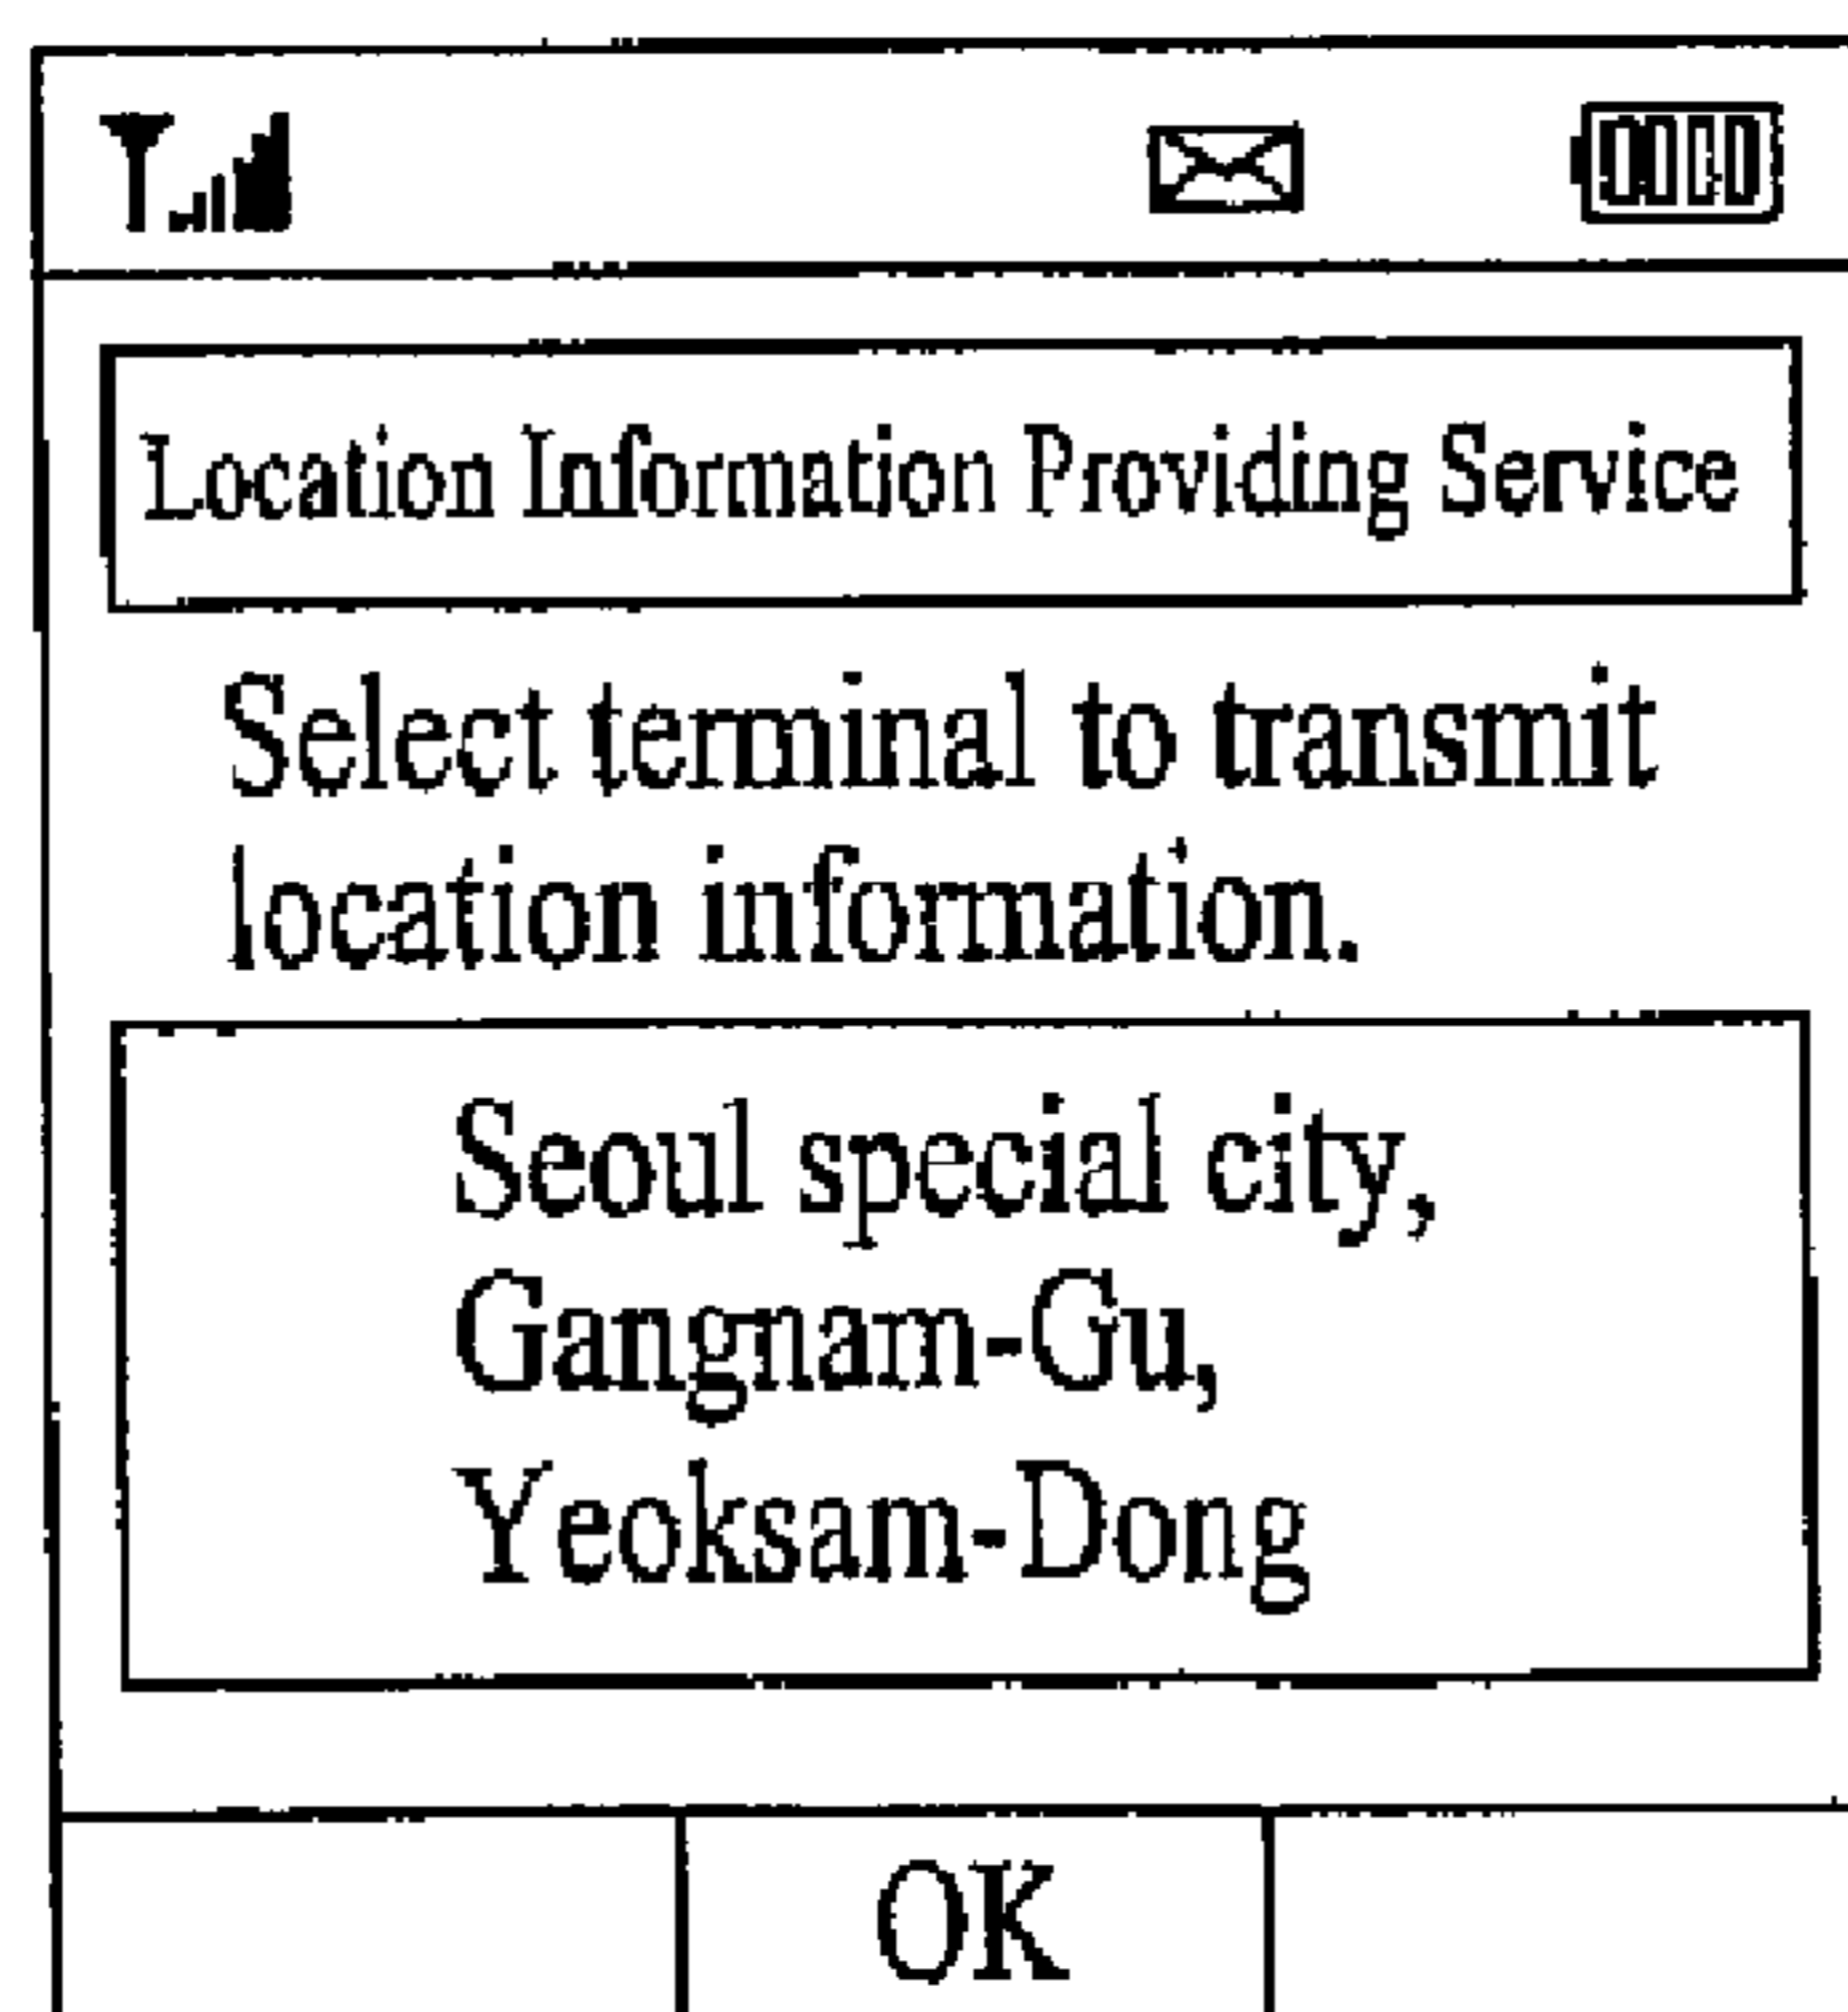 Location Information Providing Service
Select terminal to transmit
location information.
Seoul special city,
Gangnam-Gu,
Yeoksam-Dong
OK